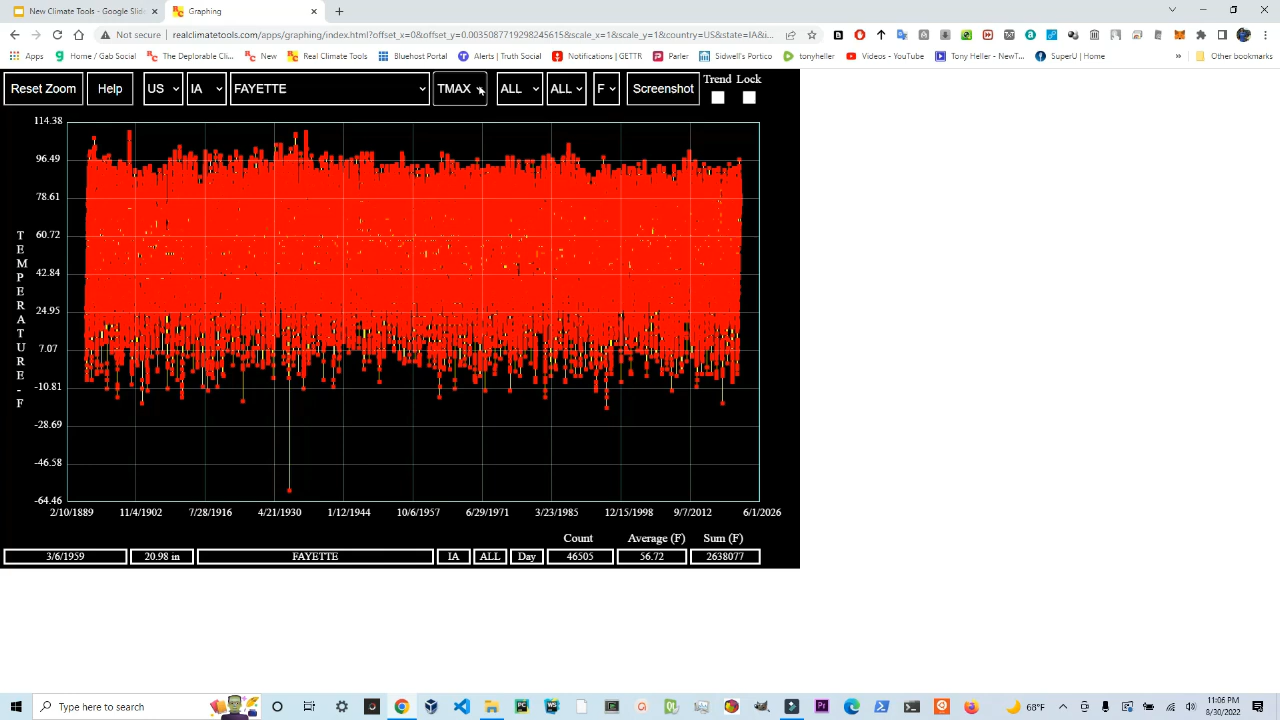 New Climate Tools - Google Slide
Graphing
Not secure | realclimatetools.com/apps/graphing/index.html?offset_x=0&offset_y=0.0035087719298245615&scale_x=1&scale_y=1&country=US&state=IA&i...
Apps
Home / Gab Social
The Deplorable Cli...
New
Real Climate Tools
Bluehost Portal
Alerts | Truth Social
Notifications | GETTR
Parler
Sidwell's Portico
tonyheller
Videos - YouTube
Tony Heller - NewT...
SuperU | Home
»
Other bookmarks
Reset Zoom
Help
US
IA
FAYETTE
TMAX
ALL
ALL
F
Screenshot
Trend Lock
114.38
96.49
78.61
60.72
42.84
24.95
7.07
-10.81
-28.69
-46.58
-64.46
TEMPERATURE - F
2/10/1889
11/4/1902
7/28/1916
4/21/1930
1/12/1944
10/6/1957
6/29/1971
3/23/1985
12/15/1998
9/7/2012
6/1/2026
Count
Average (F)
Sum (F)
3/6/1959
20.98 in
FAYETTE
IA
ALL
Day
46505
56.72
2638077
Type here to search
68°F
11:06 PM
8/30/2022